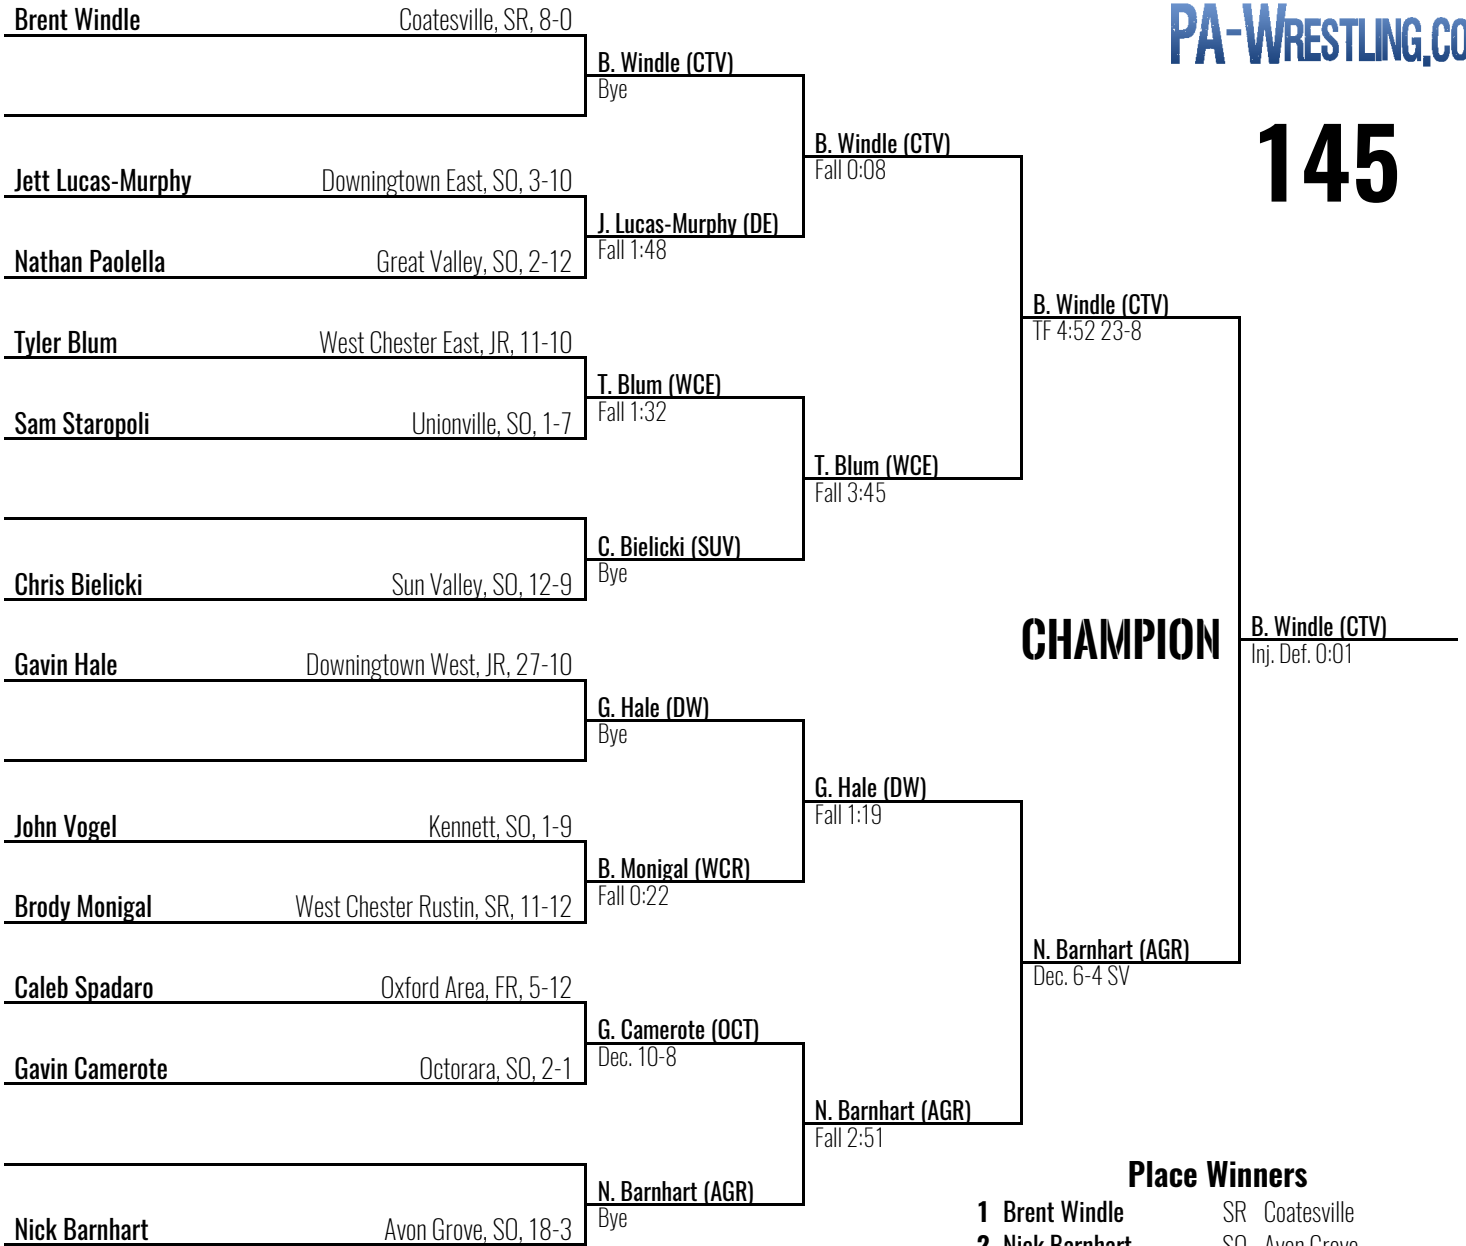 PA-WRESTLING.CO
145
Brent Windle Coatesville, SR, 8-0
Jett Lucas-Murphy Downingtown East, SO, 3-10
Nathan Paolella Great Valley, SO, 2-12
Tyler Blum West Chester East, JR, 11-10
Sam Staropoli Unionville, SO, 1-7
Chris Bielicki Sun Valley, SO, 12-9
Gavin Hale Downingtown West, JR, 27-10
John Vogel Kennett, SO, 1-9
Brody Monigal West Chester Rustin, SR, 11-12
Caleb Spadaro Oxford Area, FR, 5-12
Gavin Camerote Octorara, SO, 2-1
Nick Barnhart Avon Grove, SO, 18-3
B. Windle (CTV)
Bye
J. Lucas-Murphy (DE)
Fall 1:48
T. Blum (WCE)
Fall 1:32
C. Bielicki (SUV)
Bye
G. Hale (DW)
Bye
B. Monigal (WCR)
Fall 0:22
G. Camerote (OCT)
Dec. 10-8
N. Barnhart (AGR)
Bye
B. Windle (CTV)
Fall 0:08
T. Blum (WCE)
Fall 3:45
G. Hale (DW)
Fall 1:19
N. Barnhart (AGR)
Fall 2:51
B. Windle (CTV)
TF 4:52 23-8
N. Barnhart (AGR)
Dec. 6-4 SV
CHAMPION
B. Windle (CTV)
Inj. Def. 0:01
Place Winners
1 Brent Windle SR Coatesville
2 Nick Barnhart SO Avon Grove